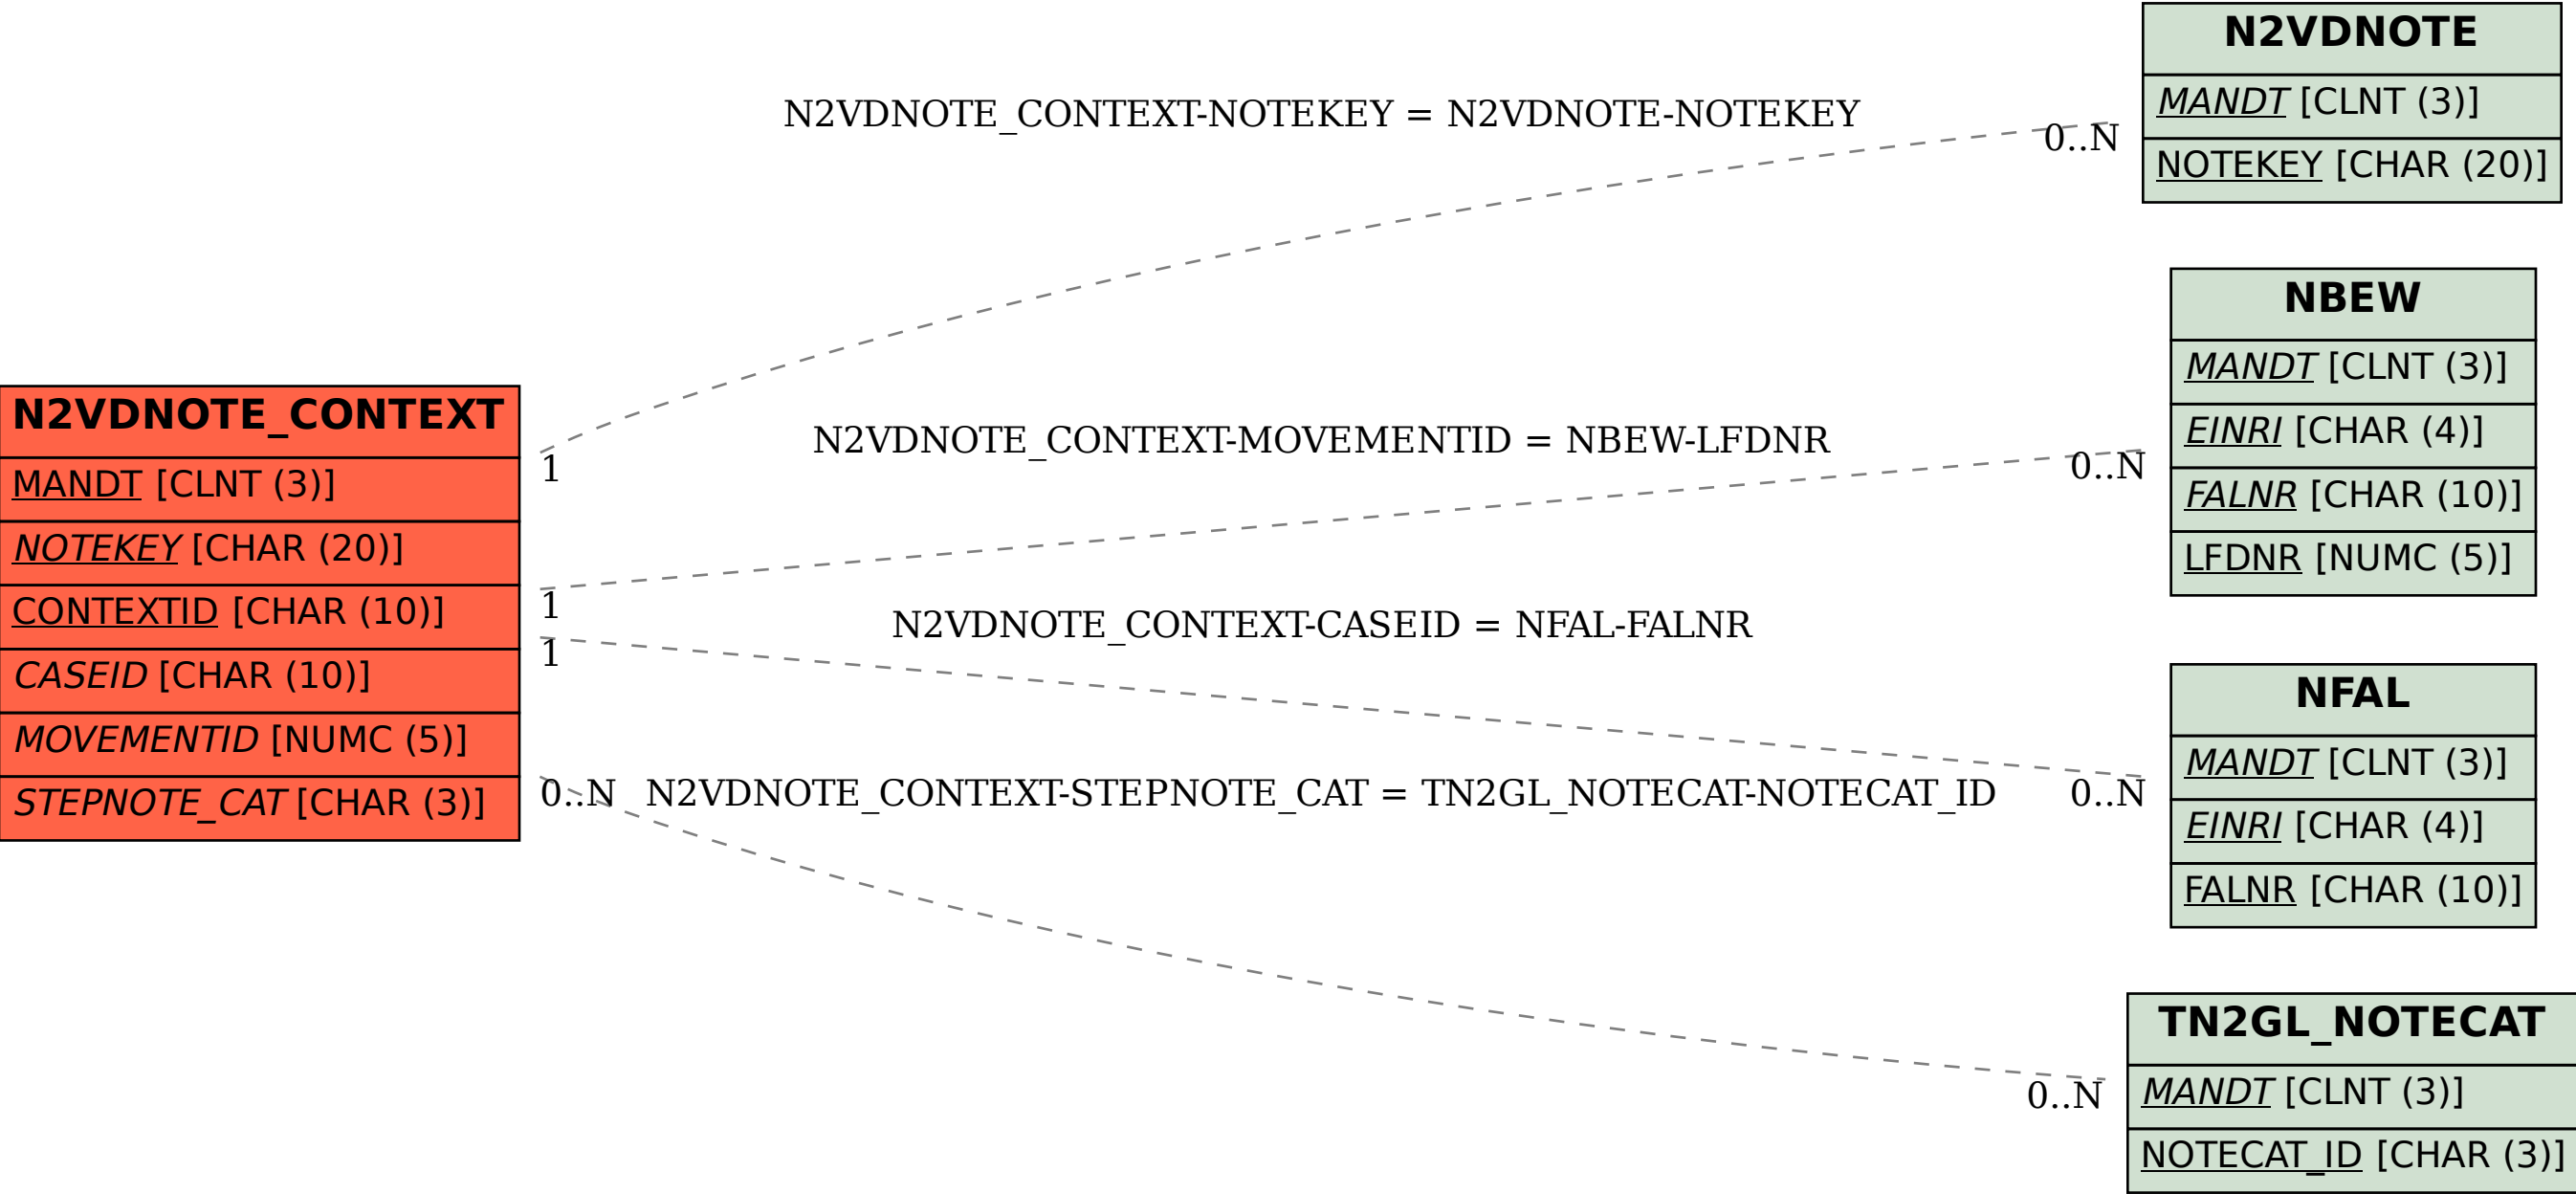 N2VDNOTE_CONTEXT
MANDT [CLNT (3)]
NOTEKEY [CHAR (20)]
CONTEXTID [CHAR (10)]
CASEID [CHAR (10)]
MOVEMENTID [NUMC (5)]
STEPNOTE_CAT [CHAR (3)]
N2VDNOTE_CONTEXT-NOTEKEY = N2VDNOTE-NOTEKEY
1
0..N
N2VDNOTE_CONTEXT-MOVEMENTID = NBEW-LFDNR
1
0..N
N2VDNOTE_CONTEXT-CASEID = NFAL-FALNR
1
0..N
N2VDNOTE_CONTEXT-STEPNOTE_CAT = TN2GL_NOTECAT-NOTECAT_ID
0..N
0..N
N2VDNOTE
MANDT [CLNT (3)]
NOTEKEY [CHAR (20)]
NBEW
MANDT [CLNT (3)]
EINRI [CHAR (4)]
FALNR [CHAR (10)]
LFDNR [NUMC (5)]
NFAL
MANDT [CLNT (3)]
EINRI [CHAR (4)]
FALNR [CHAR (10)]
TN2GL_NOTECAT
MANDT [CLNT (3)]
NOTECAT_ID [CHAR (3)]